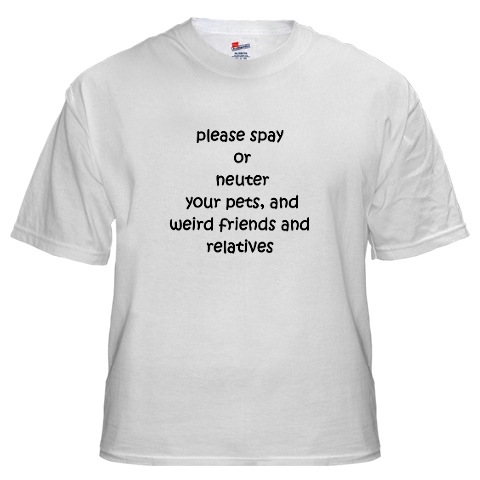 please spay
or
neuter
your pets, and
weird friends and
relatives